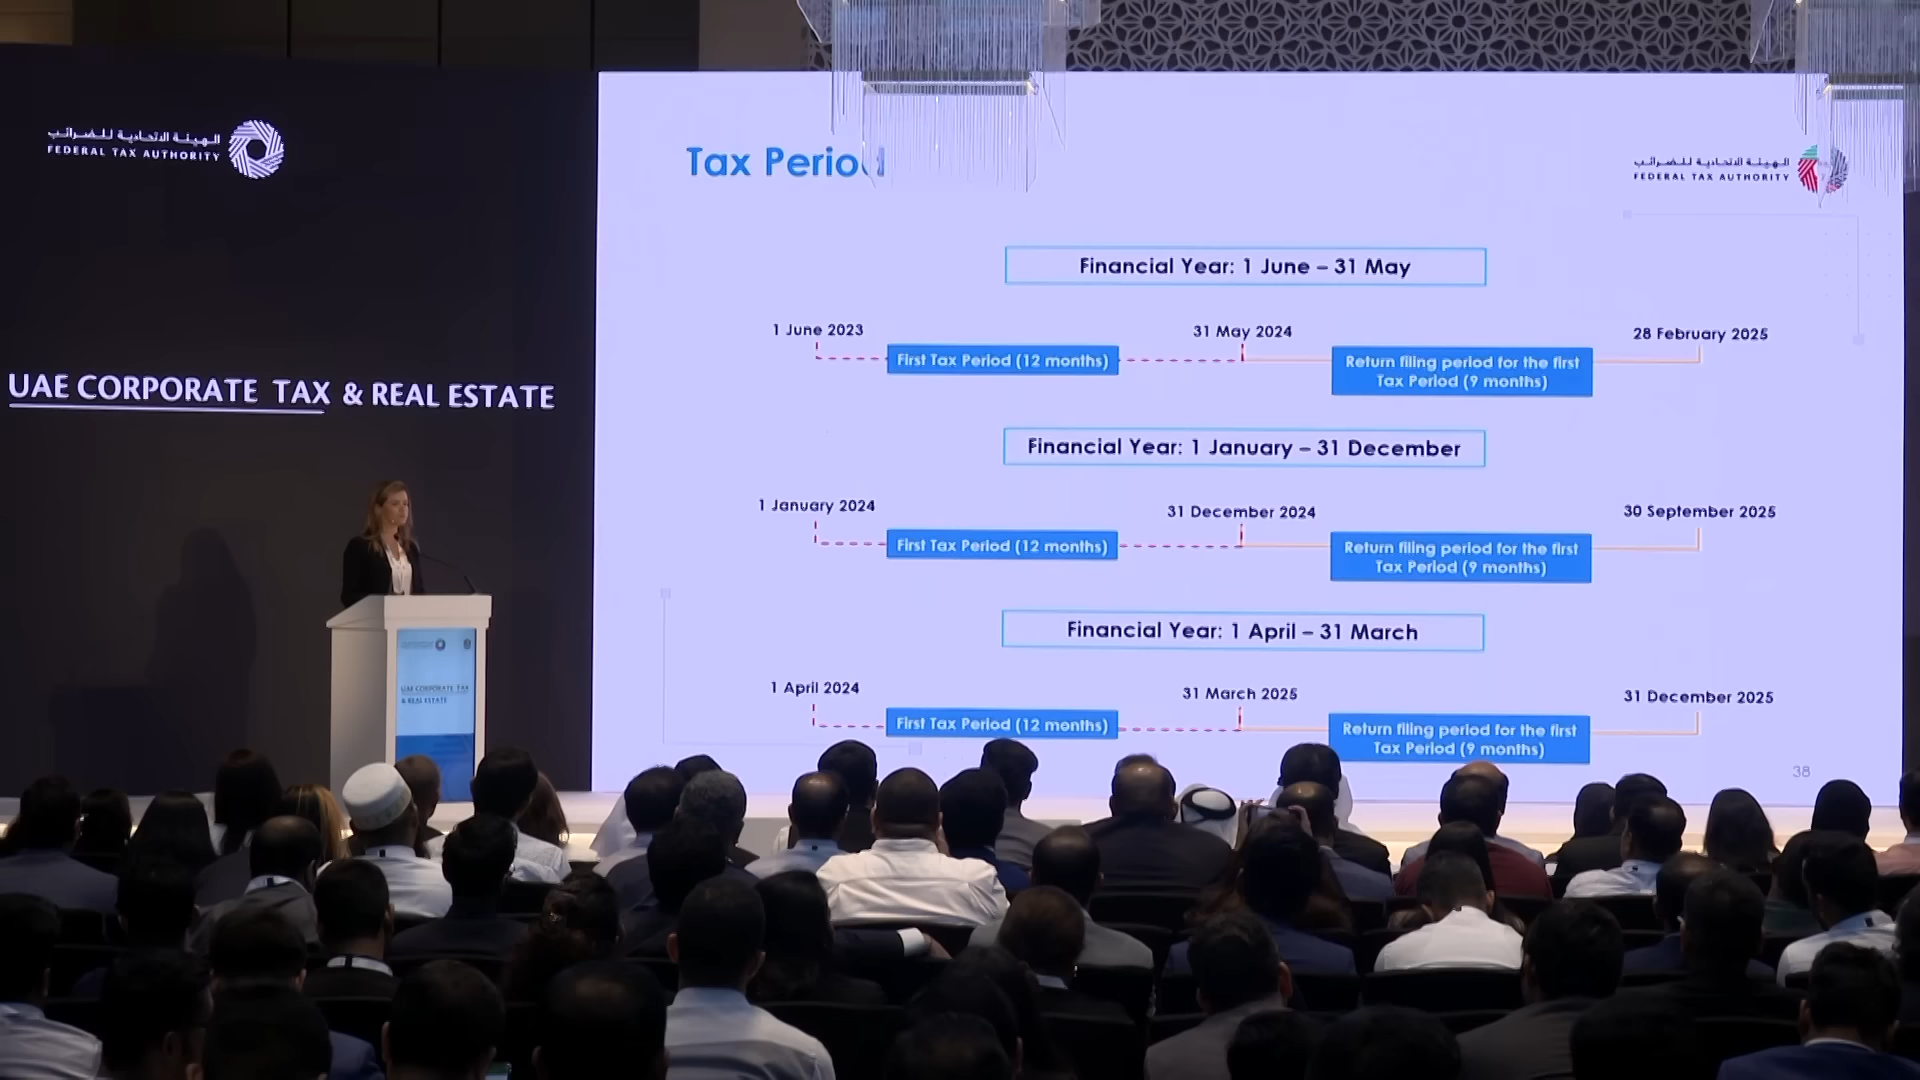 الهيئة الاتحادية للضرائب
FEDERAL TAX AUTHORITY
UAE CORPORATE TAX & REAL ESTATE
Tax Period
الهيئة الاتحادية للضرائب
FEDERAL TAX AUTHORITY
Financial Year: 1 June – 31 May
1 June 2023
First Tax Period (12 months)
31 May 2024
Return filing period for the first
Tax Period (9 months)
28 February 2025
Financial Year: 1 January – 31 December
1 January 2024
First Tax Period (12 months)
31 December 2024
Return filing period for the first
Tax Period (9 months)
30 September 2025
Financial Year: 1 April – 31 March
1 April 2024
First Tax Period (12 months)
31 March 2025
Return filing period for the first
Tax Period (9 months)
31 December 2025
38
UAE CORPORATE TAX
& REAL ESTATE